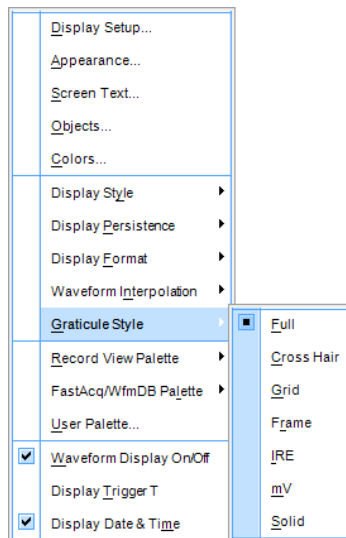 Display Setup...
Appearance...
Screen Text...
Objects...
Colors...
Display Style
Display Persistence
Display Format
Waveform Interpolation
Graticule Style
Record View Palette
FastAcq/WfmDB Palette
User Palette...
Waveform Display On/Off
Display Trigger T
Display Date & Time
Full
Cross Hair
Grid
Frame
IRE
mV
Solid